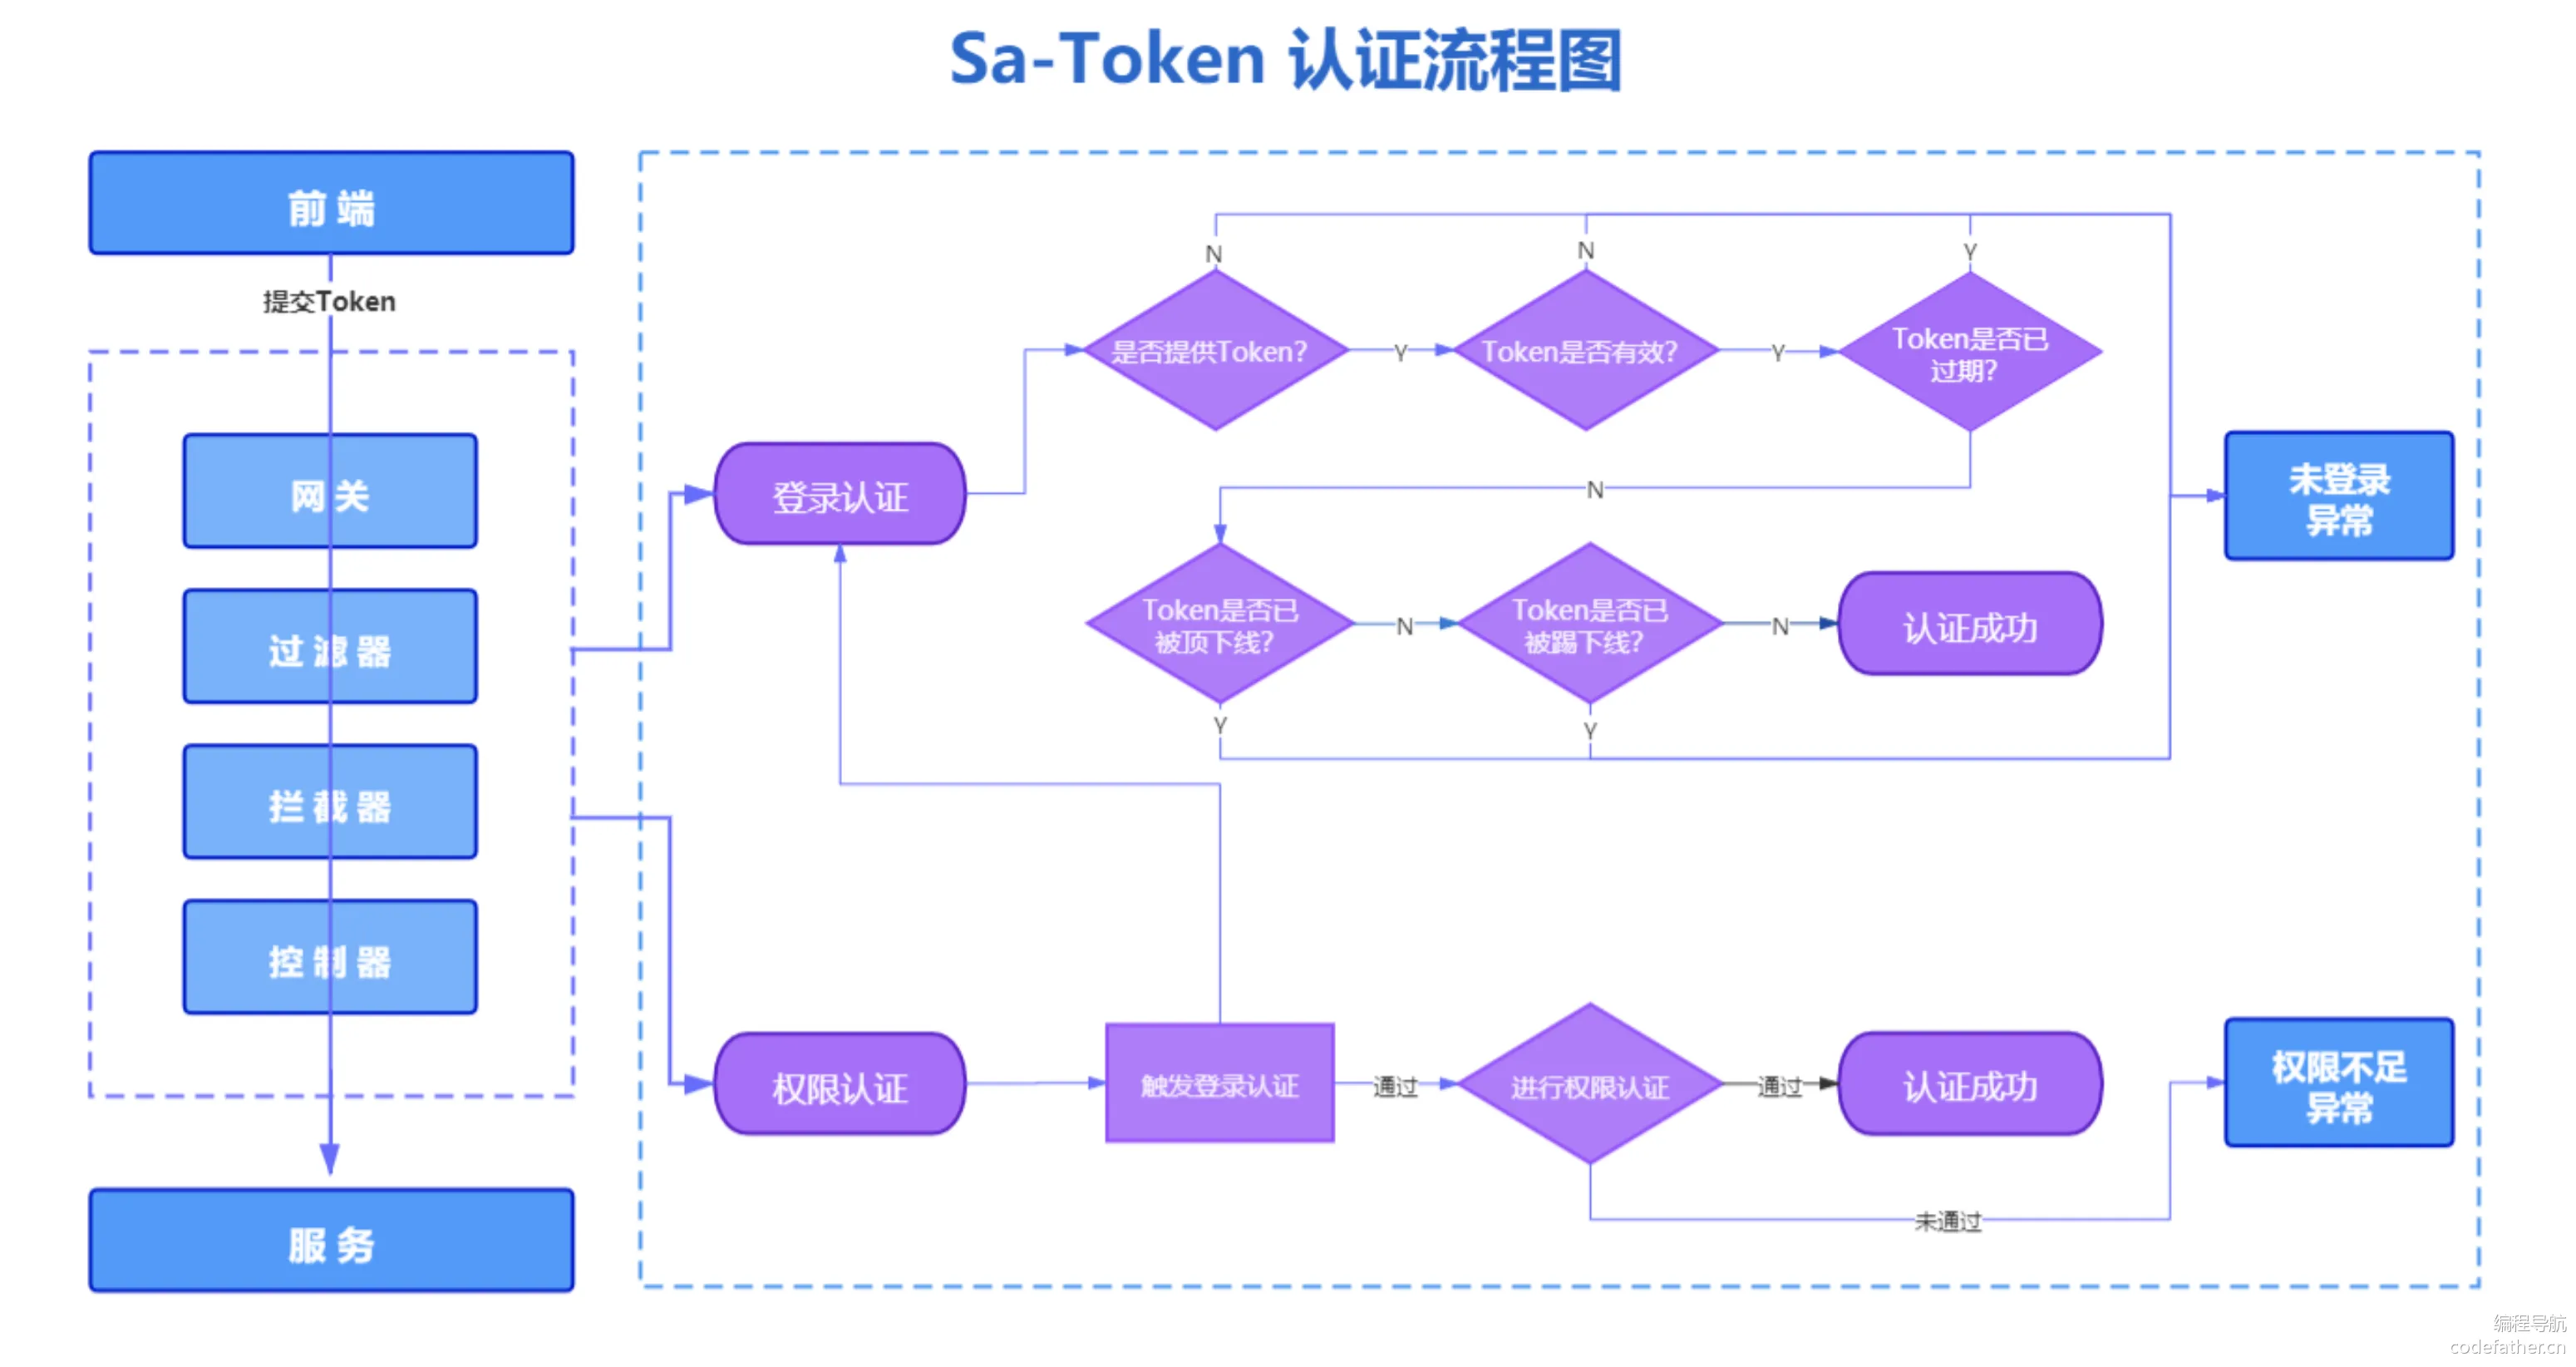 Sa-Token 认证流程图
前端
提交Token
网关
过滤器
拦截器
控制器
服务
登录认证
N
N
Y
是否提供Token?
Y
Token是否有效?
Y
Token是否已
过期?
N
Token是否已
被顶下线?
N
Token是否已
被踢下线?
N
认证成功
Y
Y
未登录
异常
权限认证
触发登录认证
通过
进行权限认证
通过
认证成功
未通过
权限不足
异常
编程导航
codefather.cn